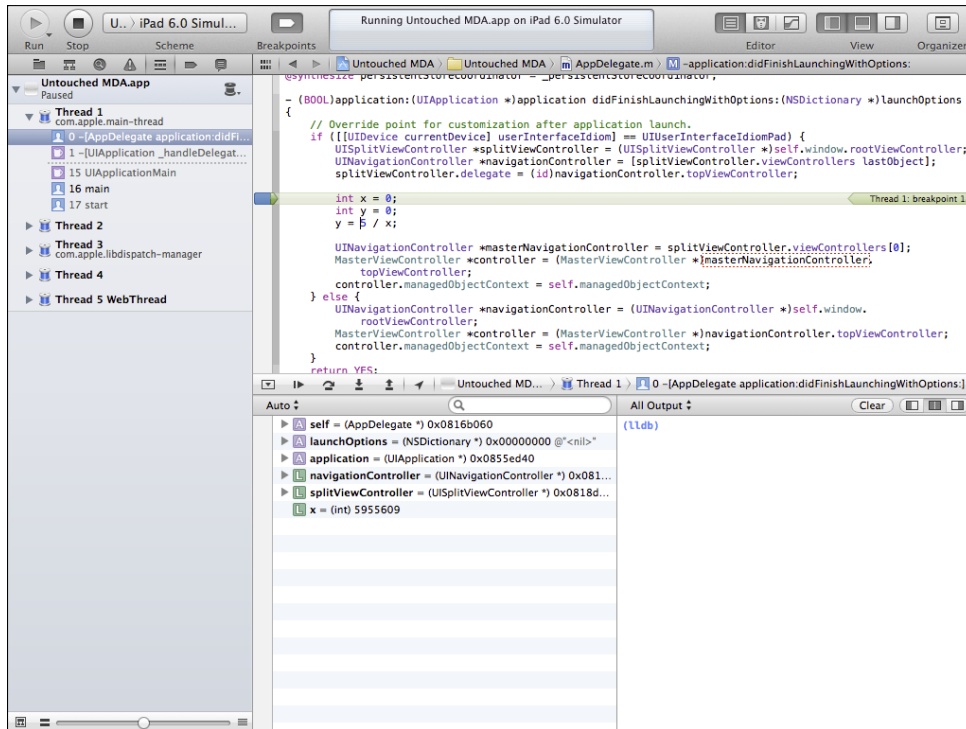 U... 〉 iPad 6.0 Simul...
Running Untouched MDA.app on iPad 6.0 Simulator
Run Stop Scheme Breakpoints Editor View Organizer
Untouched MDA 〉 Untouched MDA 〉 AppDelegate.m 〉 M -application:didFinishLaunchingWithOptions:
Untouched MDA.app
Paused
Thread 1
com.apple.main-thread
0 -[AppDelegate application:didFi...
1 -[UIApplication _handleDelegat...
15 UIApplicationMain
16 main
17 start
Thread 2
Thread 3
com.apple.libdispatch-manager
Thread 4
Thread 5 WebThread
@synthesize persistentStoreCoordinator = _persistentStoreCoordinator;
- (BOOL)application:(UIApplication *)application didFinishLaunchingWithOptions:(NSDictionary *)launchOptions
{
// Override point for customization after application launch.
if ([[UIDevice currentDevice] userInterfaceIdiom] == UIUserInterfaceIdiomPad) {
UISplitViewController *splitViewController = (UISplitViewController *)self.window.rootViewController;
UINavigationController *navigationController = [splitViewController.viewControllers lastObject];
splitViewController.delegate = (id)navigationController.topViewController;
int x = 0; Thread 1: breakpoint 1
int y = 0;
y = 5 / x;
UINavigationController *masterNavigationController = splitViewController.viewControllers[0];
MasterViewController *controller = (MasterViewController *)masterNavigationController.
topViewController;
controller.managedObjectContext = self.managedObjectContext;
} else {
UINavigationController *navigationController = (UINavigationController *)self.window.
rootViewController;
MasterViewController *controller = (MasterViewController *)navigationController.topViewController;
controller.managedObjectContext = self.managedObjectContext;
}
return YES;
Untouched MD... 〉 Thread 1 〉 0 -[AppDelegate application:didFinishLaunchingWithOptions:]
Auto All Output Clear
A self = (AppDelegate *) 0x0816b060
A launchOptions = (NSDictionary *) 0x00000000 @"<nil>"
A application = (UIApplication *) 0x0855ed40
L navigationController = (UINavigationController *) 0x081...
L splitViewController = (UISplitViewController *) 0x0818d...
L x = (int) 5955609
(lldb)